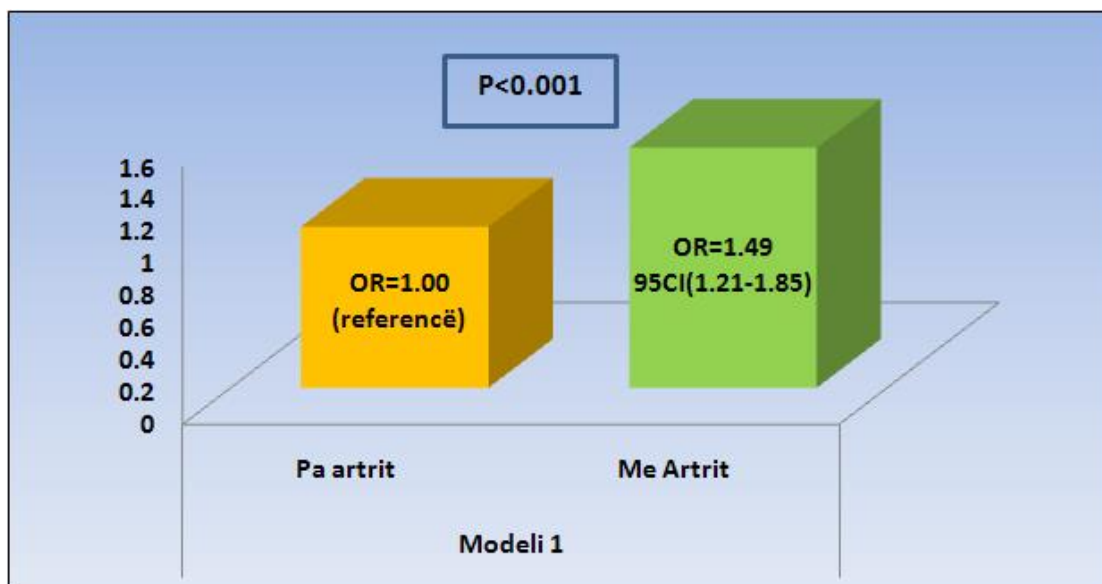 P<0.001
1.6
1.4
1.2
1
0.8
0.6
0.4
0.2
0
OR=1.00
(referencë)
OR=1.49
95CI(1.21-1.85)
Pa artrit
Me Artrit
Modeli 1